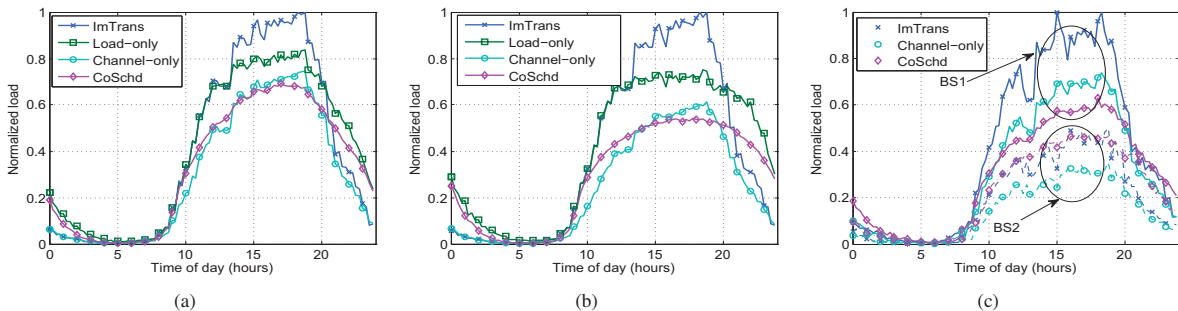 ImTrans
Load-only
Channel-only
CoSchd
Normalized load
1
0.8
0.6
0.4
0.2
0
0 5 10 15 20
Time of day (hours)
(a)
ImTrans
Load-only
Channel-only
CoSchd
Normalized load
1
0.8
0.6
0.4
0.2
0
0 5 10 15 20
Time of day (hours)
(b)
ImTrans
Channel-only
CoSchd
BS1
BS2
Normalized load
1
0.8
0.6
0.4
0.2
0
0 5 10 15 20
Time of day (hours)
(c)